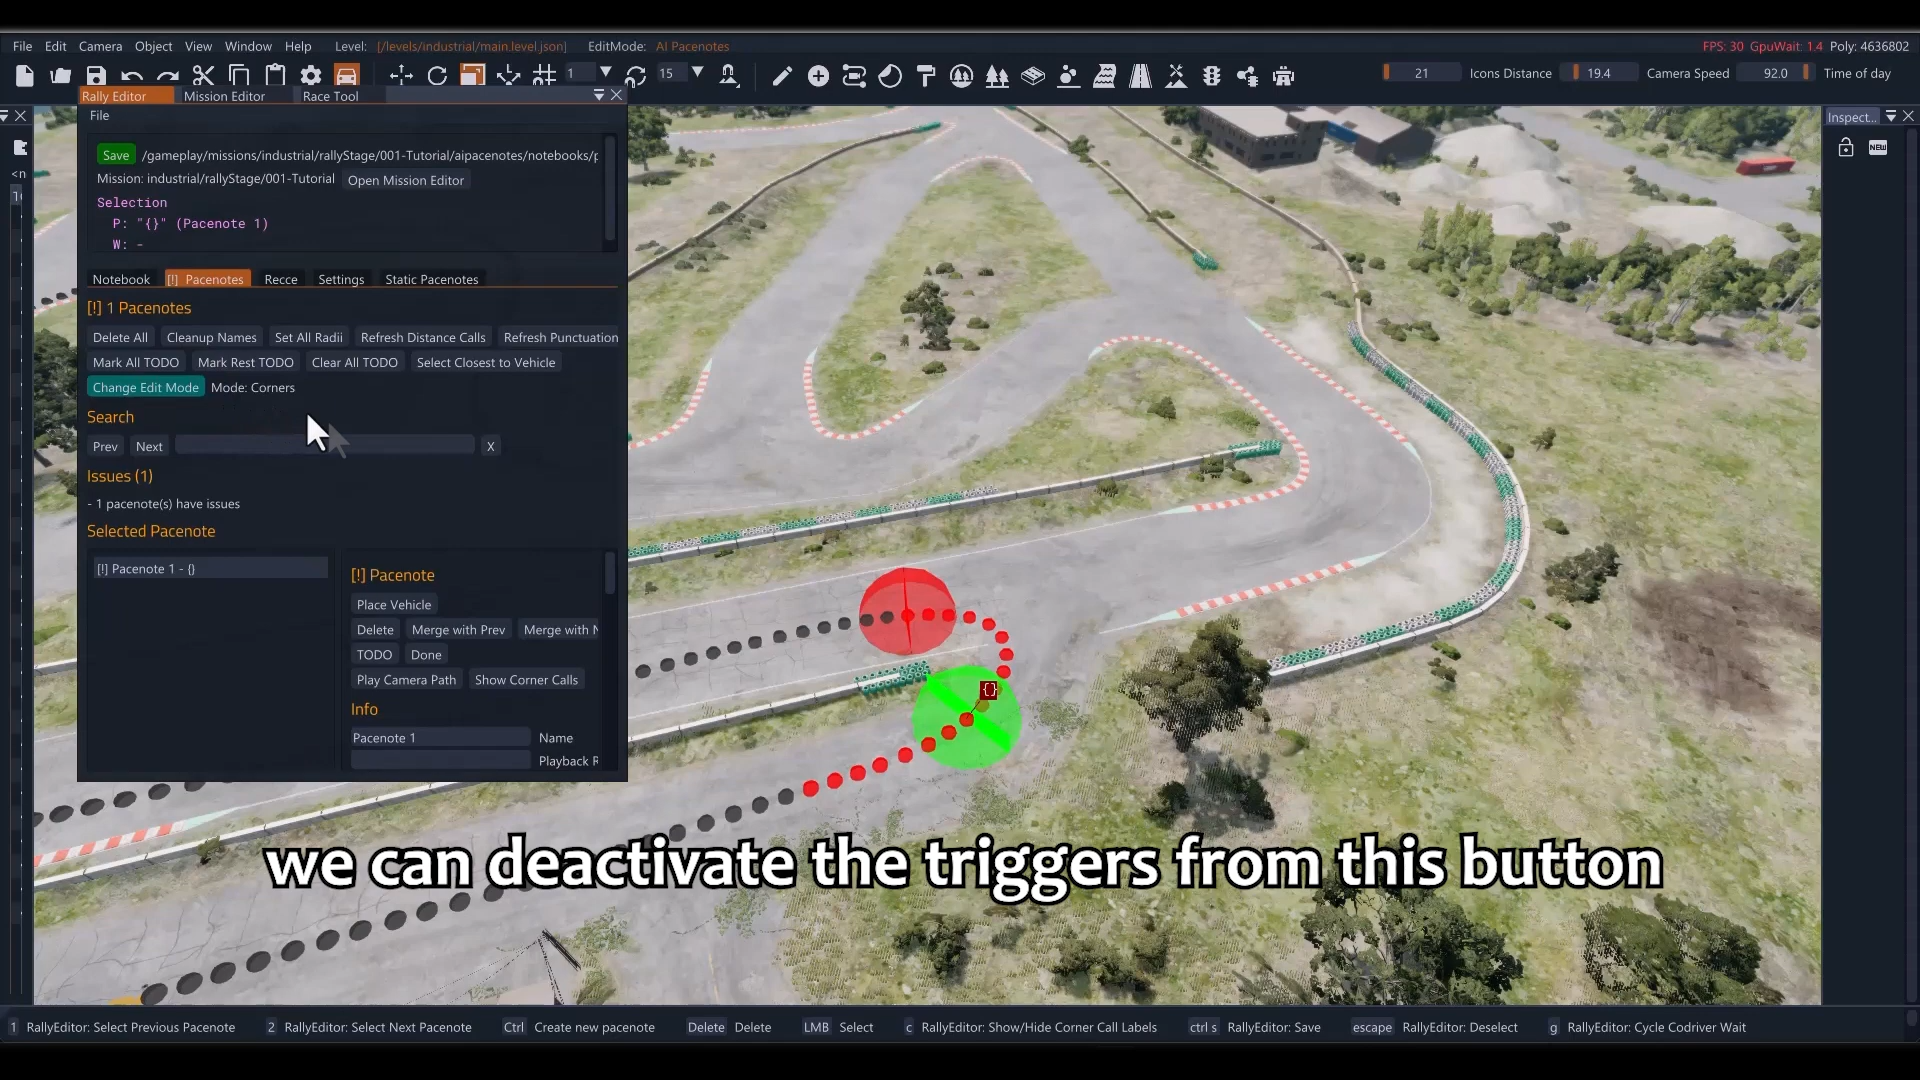 File Edit Camera Object View Window Help Level: [/levels/industrial/main.level.json] EditMode: AI Pacenotes FPS: 30 GpuWait: 1.4 Poly: 4636802
1 15 21 Icons Distance 19.4 Camera Speed 92.0 Time of day
Rally Editor Mission Editor Race Tool
File
Inspect...
NEW
Save /gameplay/missions/industrial/rallyStage/001-Tutorial/aipacenotes/notebooks/p
Mission: industrial/rallyStage/001-Tutorial Open Mission Editor
Selection
P: "{}" (Pacenote 1)
W: -
Notebook [!] Pacenotes Recce Settings Static Pacenotes
[!] 1 Pacenotes
Delete All Cleanup Names Set All Radii Refresh Distance Calls Refresh Punctuation
Mark All TODO Mark Rest TODO Clear All TODO Select Closest to Vehicle
Change Edit Mode Mode: Corners
Search
Prev Next X
Issues (1)
- 1 pacenote(s) have issues
Selected Pacenote
[!] Pacenote 1 - {}
[!] Pacenote
Place Vehicle
Delete Merge with Prev Merge with N
TODO Done
Play Camera Path Show Corner Calls
Info
Pacenote 1 Name
Playback R
{}
we can deactivate the triggers from this button
1 RallyEditor: Select Previous Pacenote 2 RallyEditor: Select Next Pacenote Ctrl Create new pacenote Delete Delete LMB Select c RallyEditor: Show/Hide Corner Call Labels ctrl s RallyEditor: Save escape RallyEditor: Deselect g RallyEditor: Cycle Codriver Wait